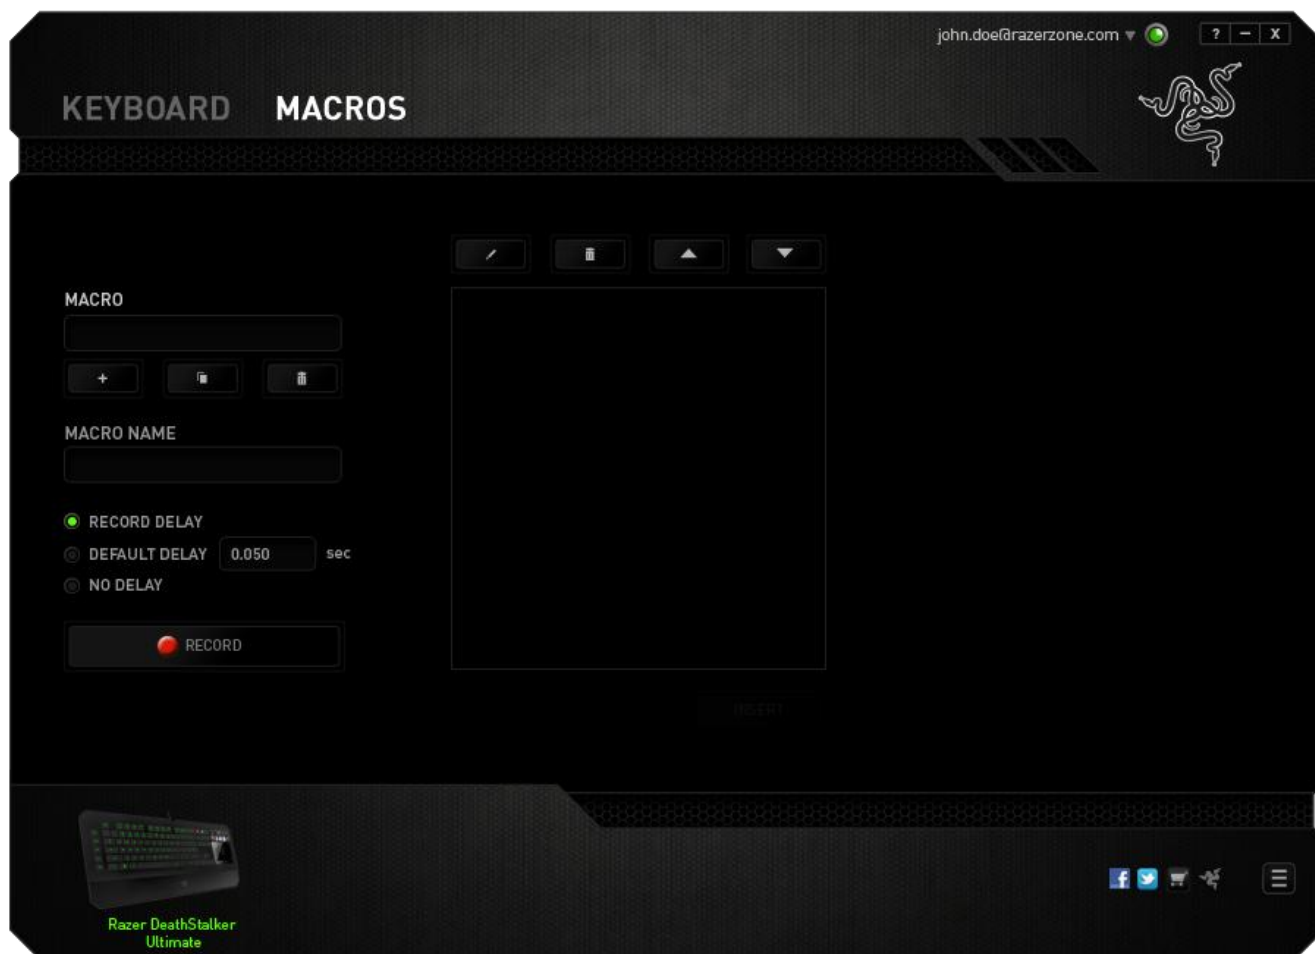 john.doe@razerzone.com
? – X
KEYBOARD MACROS
MACRO
+
MACRO NAME
RECORD DELAY
DEFAULT DELAY 0.050 sec
NO DELAY
RECORD
INSERT
Razer DeathStalker
Ultimate